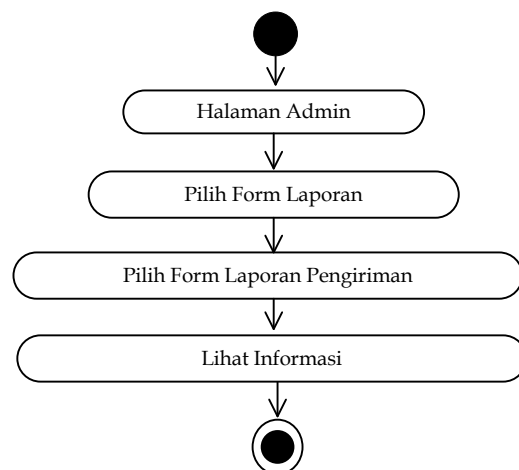 Halaman Admin
Pilih Form Laporan
Pilih Form Laporan Pengiriman
Lihat Informasi